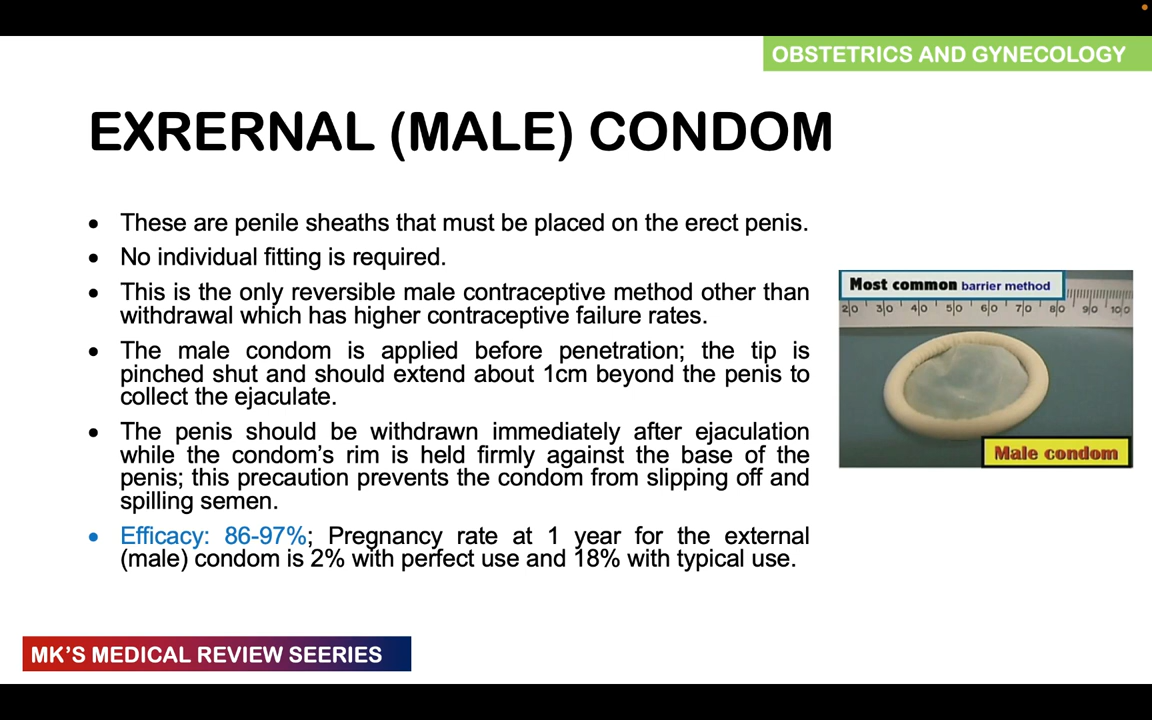 OBSTETRICS AND GYNECOLOGY
EXRERNAL (MALE) CONDOM
• These are penile sheaths that must be placed on the erect penis.
• No individual fitting is required.
• This is the only reversible male contraceptive method other than
withdrawal which has higher contraceptive failure rates.
• The male condom is applied before penetration; the tip is
pinched shut and should extend about 1cm beyond the penis to
collect the ejaculate.
• The penis should be withdrawn immediately after ejaculation
while the condom’s rim is held firmly against the base of the
penis; this precaution prevents the condom from slipping off and
spilling semen.
• Efficacy: 86-97%; Pregnancy rate at 1 year for the external
(male) condom is 2% with perfect use and 18% with typical use.
Most common barrier method
20 30 40 50 60 70 80 90 100
Male condom
MK’S MEDICAL REVIEW SEERIES